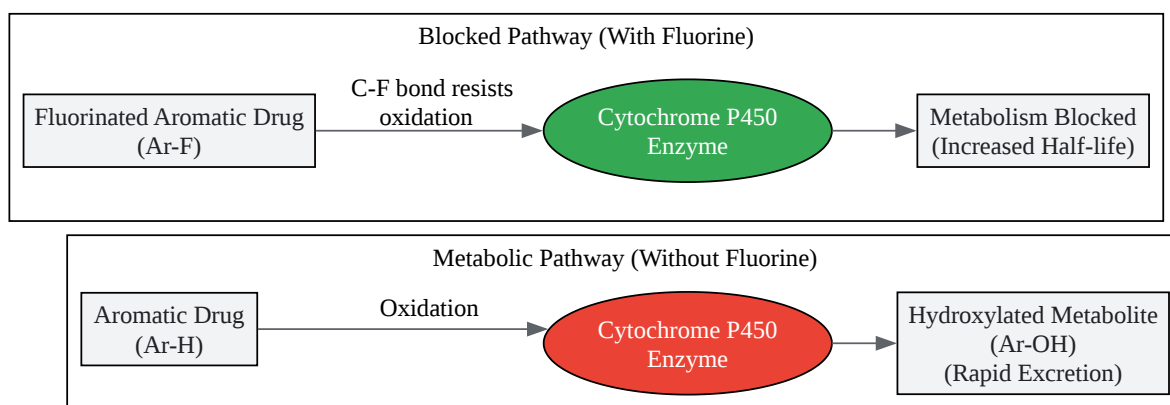 Blocked Pathway (With Fluorine)
C-F bond resists
oxidation
Fluorinated Aromatic Drug
(Ar-F)
Cytochrome P450
Enzyme
Metabolism Blocked
(Increased Half-life)
Metabolic Pathway (Without Fluorine)
Aromatic Drug
(Ar-H)
Oxidation
Cytochrome P450
Enzyme
Hydroxylated Metabolite
(Ar-OH)
(Rapid Excretion)